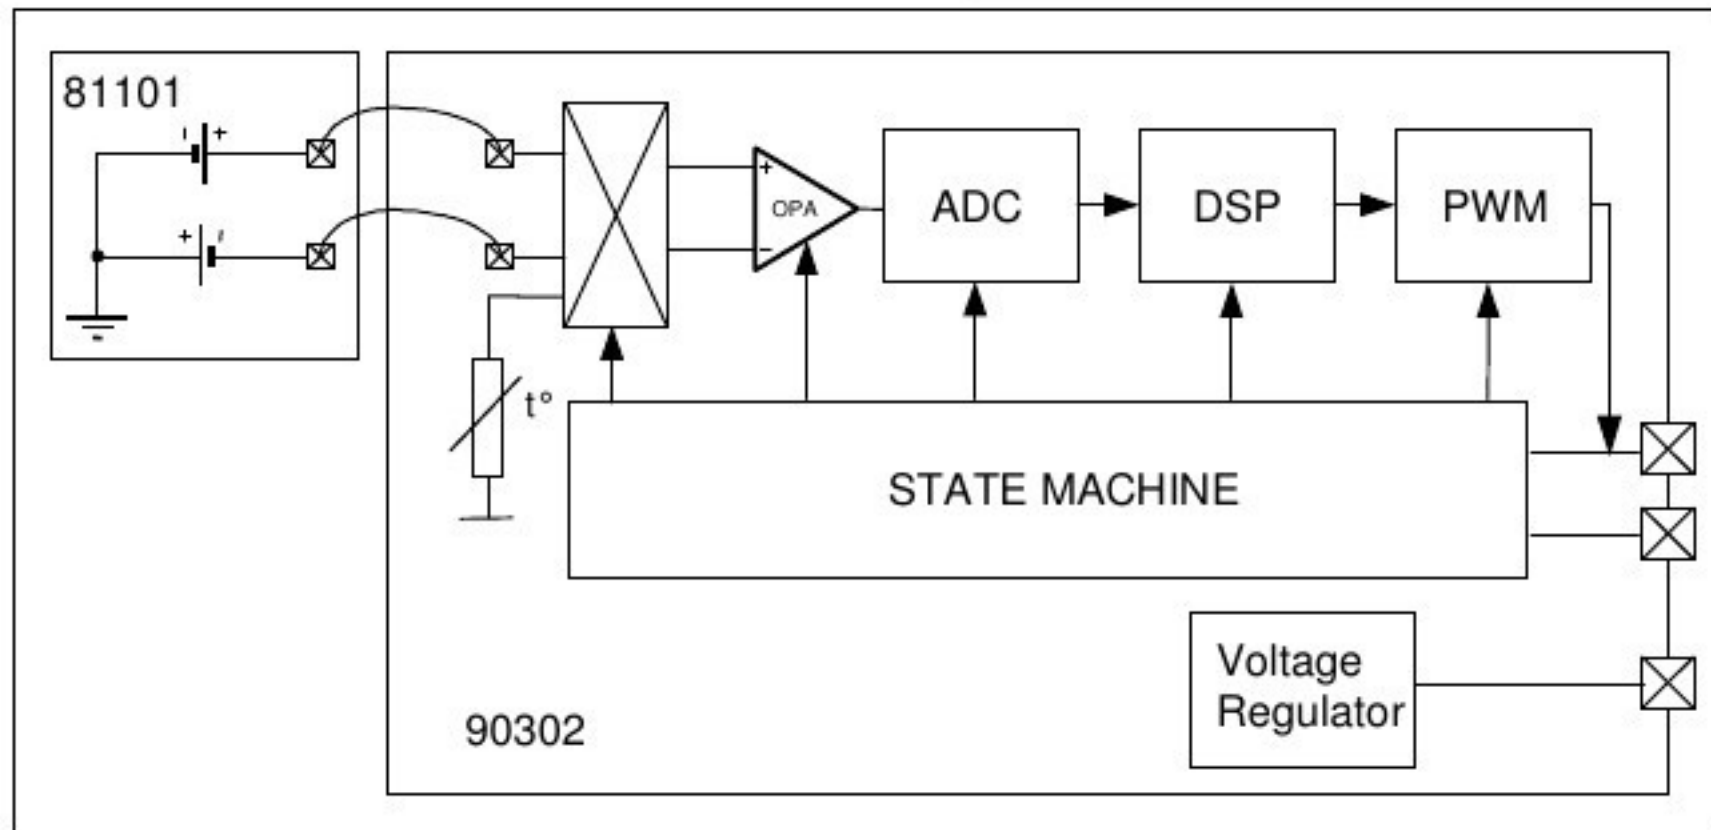 81101
- +
+ -
t°
+
OPA
-
ADC
DSP
PWM
STATE MACHINE
Voltage
Regulator
90302